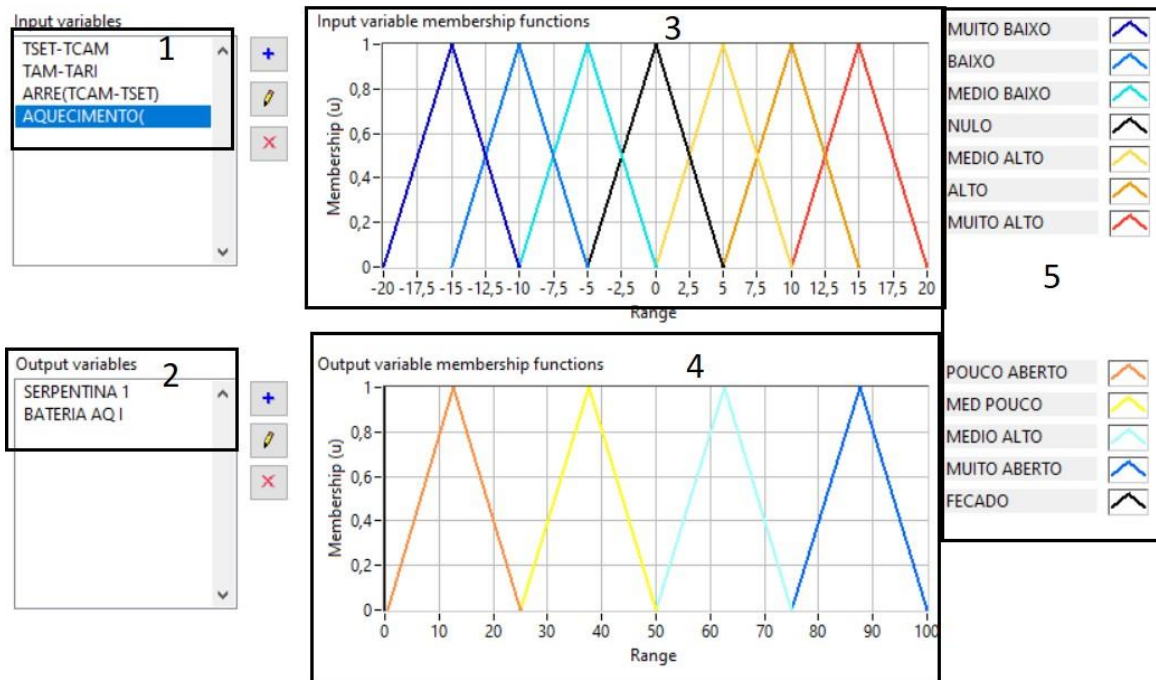 Input variables
1
TSET-TCAM
TAM-TARI
ARRE(TCAM-TSET)
AQUECIMENTO(
Input variable membership functions
3
Membership (u)
1
0,8
0,6
0,4
0,2
0
-20 -17,5 -15 -12,5 -10 -7,5 -5 -2,5 0 2,5 5 7,5 10 12,5 15 17,5 20
Range
MUITO BAIXO
BAIXO
MEDIO BAIXO
NULO
MEDIO ALTO
ALTO
MUITO ALTO
5
Output variables
2
SERPENTINA 1
BATERIA AQ I
Output variable membership functions
4
Membership (u)
1
0,8
0,6
0,4
0,2
0
0 10 20 30 40 50 60 70 80 90 100
Range
POUCO ABERTO
MED POUCO
MEDIO ALTO
MUITO ABERTO
FECADO